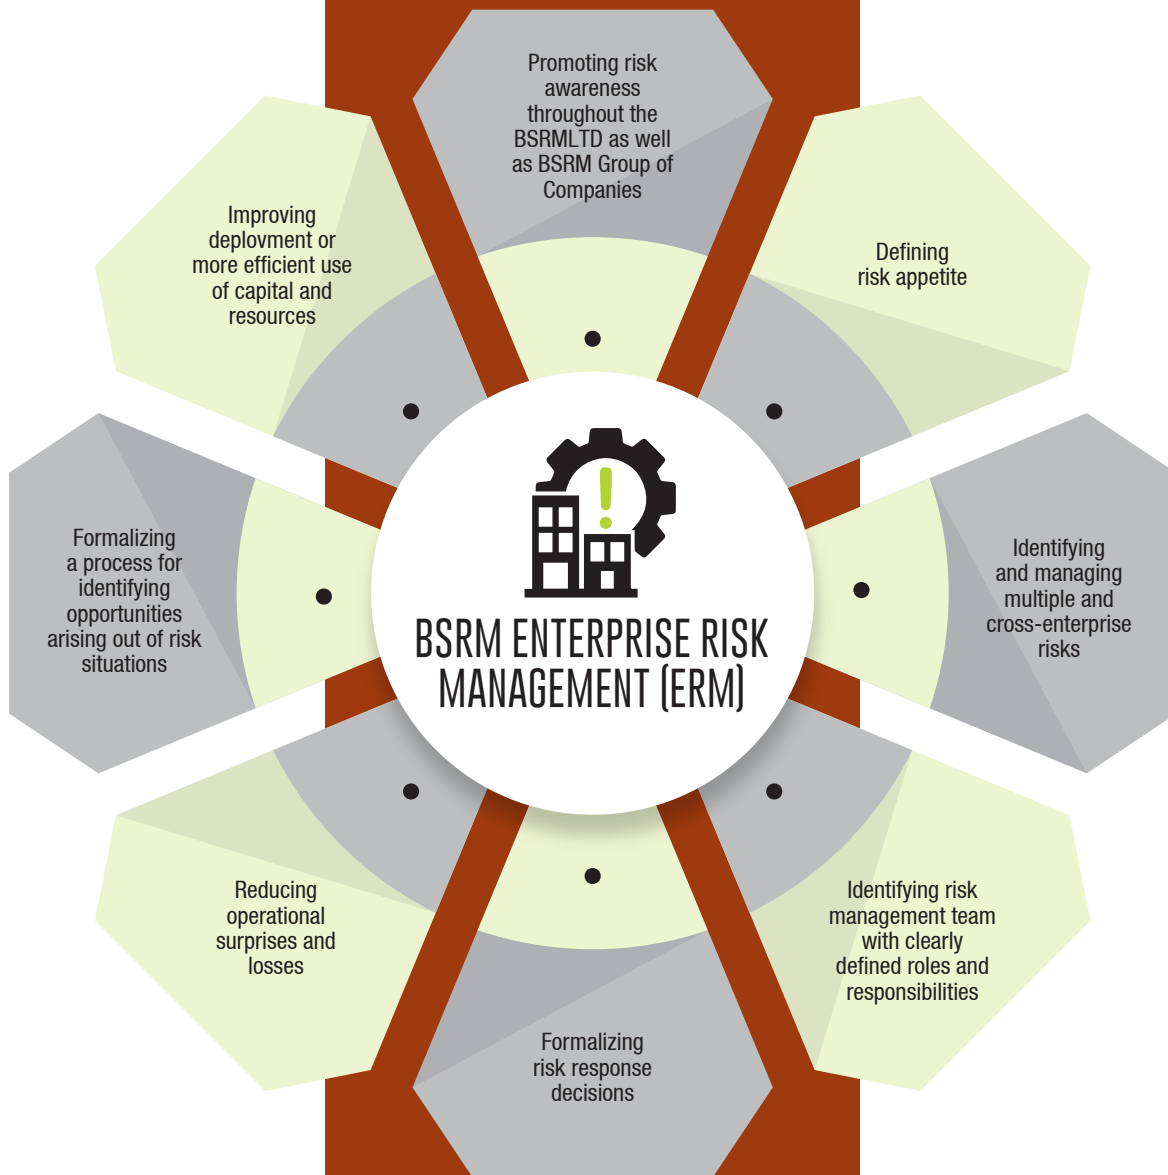 Promoting risk
awareness
throughout the
BSRMLTD as well
as BSRM Group of
Companies
Defining
risk appetite
Identifying
and managing
multiple and
cross-enterprise
risks
Identifying risk
management team
with clearly
defined roles and
responsibilities
Formalizing
risk response
decisions
Reducing
operational
surprises and
losses
Formalizing
a process for
identifying
opportunities
arising out of risk
situations
Improving
deplovment or
more efficient use
of capital and
resources
BSRM ENTERPRISE RISK
MANAGEMENT (ERM)